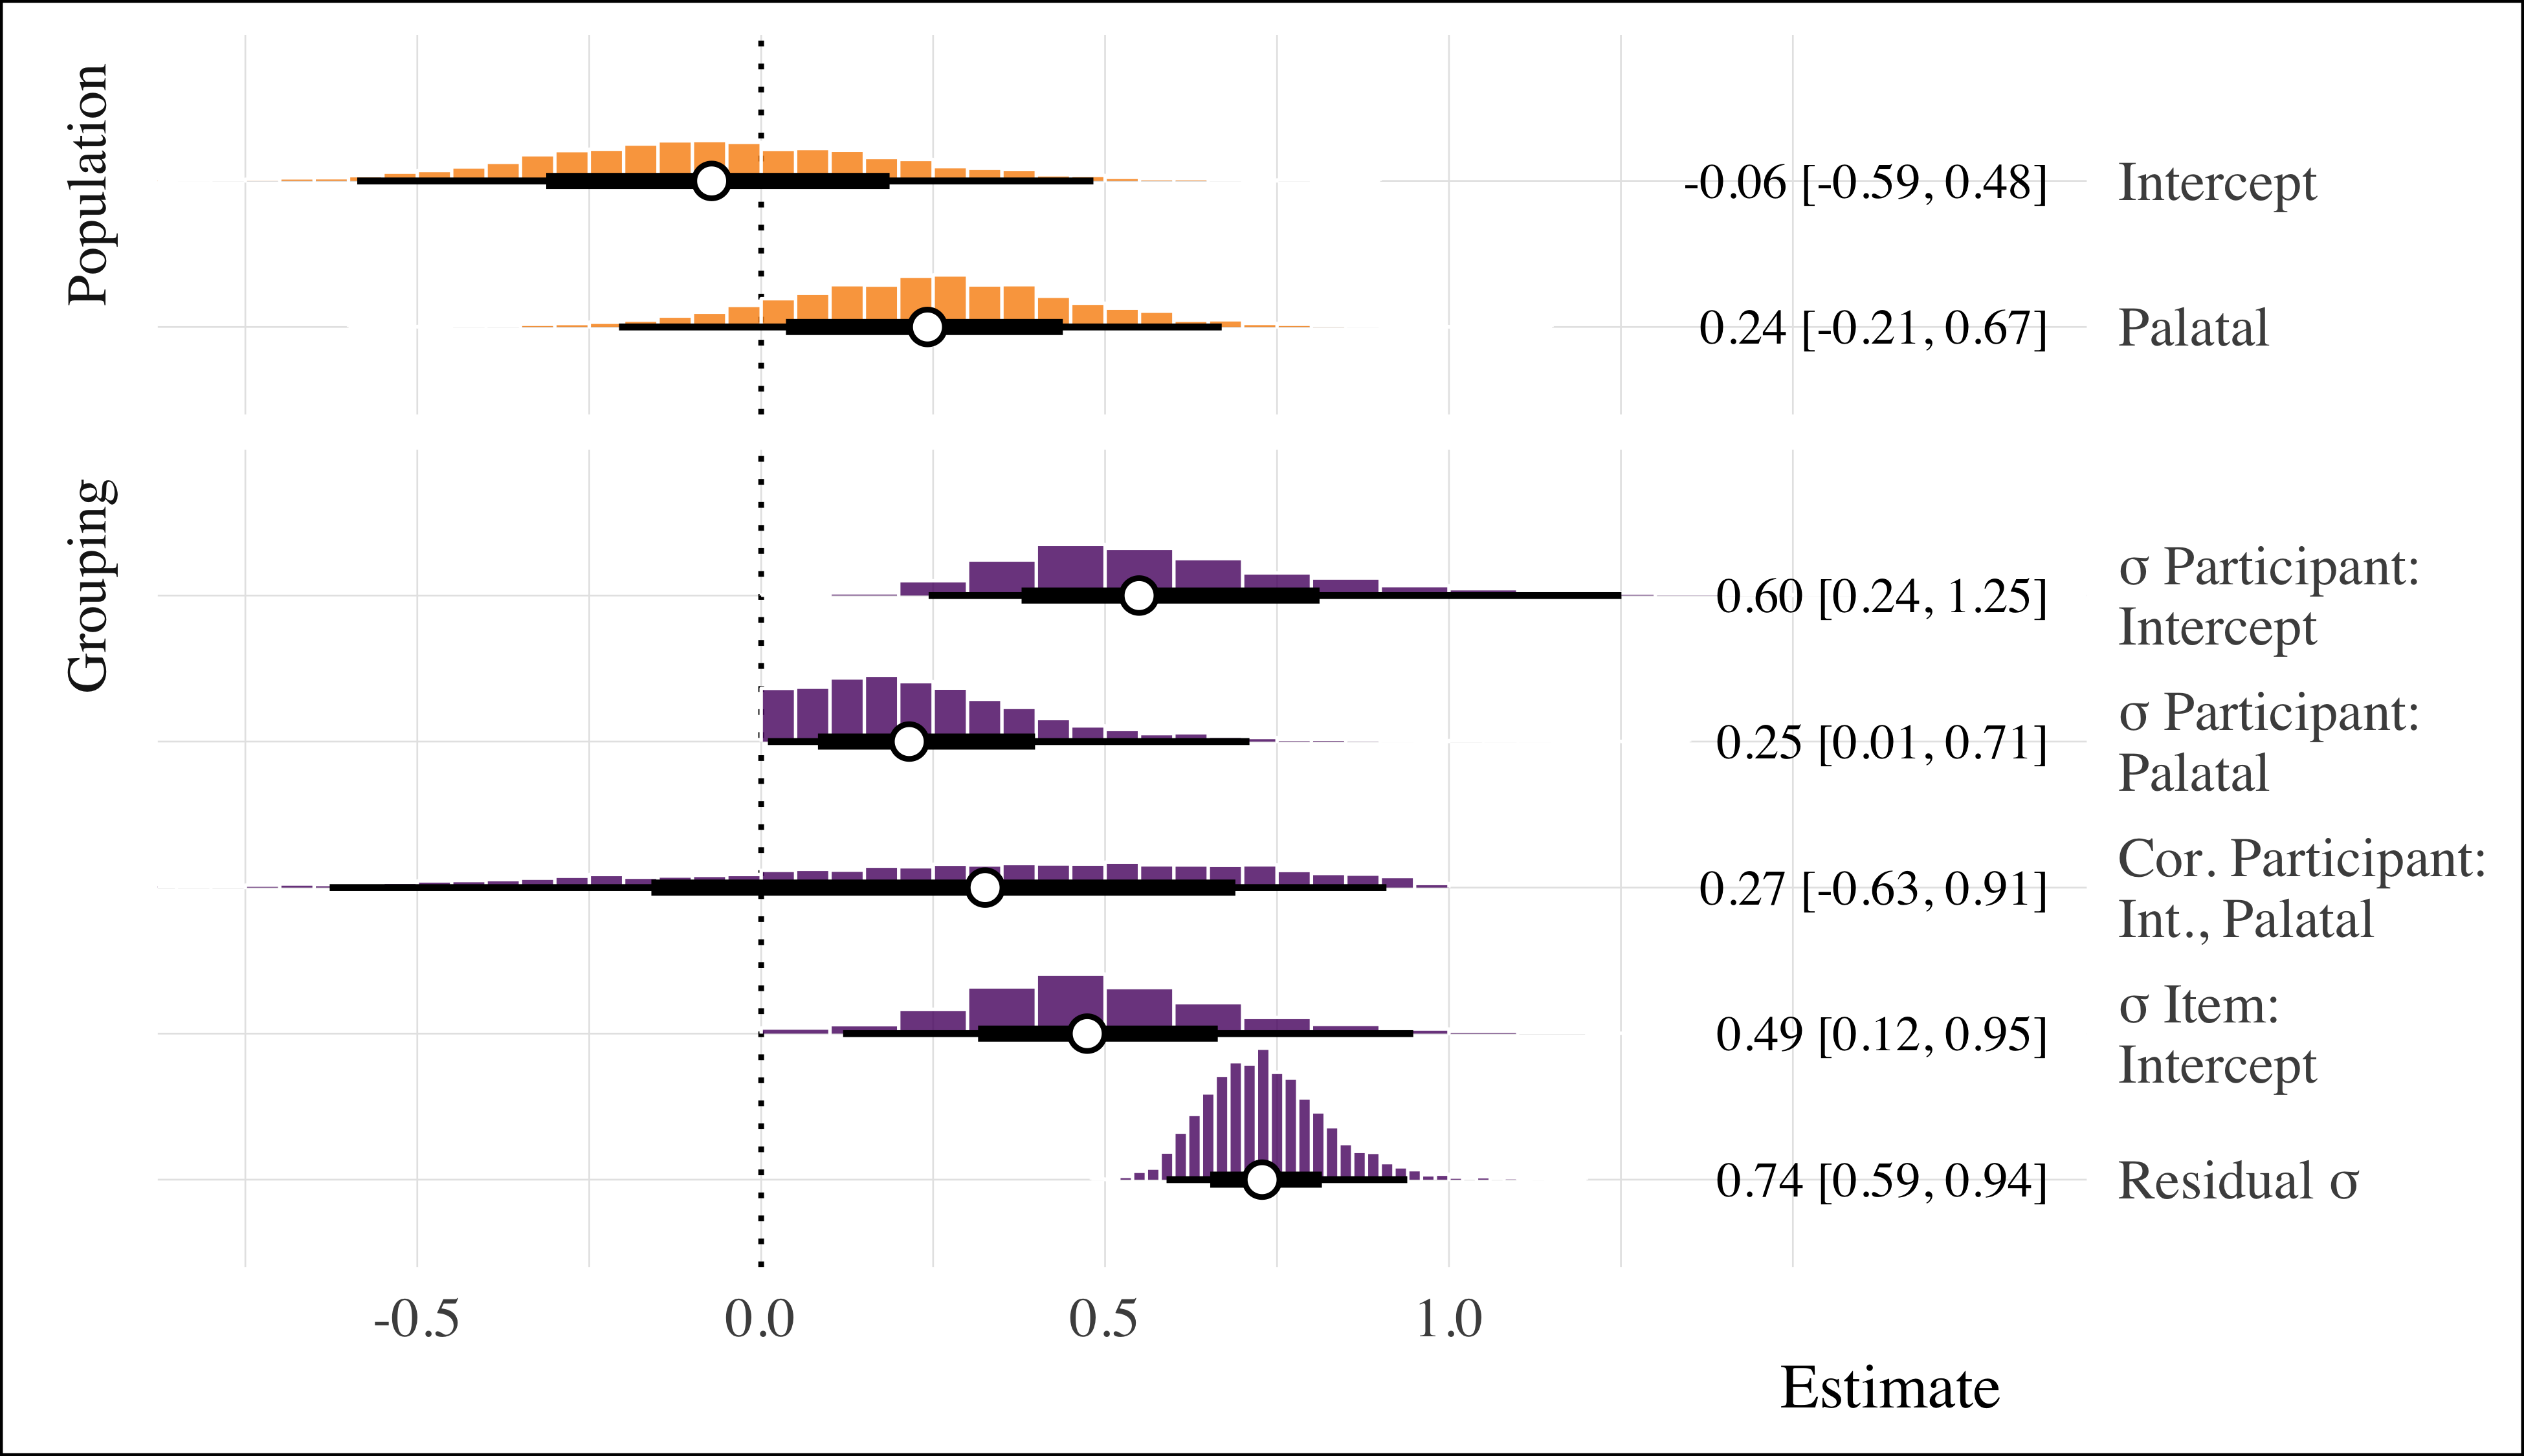 Population
-0.06 [-0.59, 0.48] Intercept
0.24 [-0.21, 0.67] Palatal
Grouping
0.60 [0.24, 1.25] σ Participant:
Intercept
0.25 [0.01, 0.71] σ Participant:
Palatal
0.27 [-0.63, 0.91] Cor. Participant:
Int., Palatal
0.49 [0.12, 0.95] σ Item:
Intercept
0.74 [0.59, 0.94] Residual σ
-0.5 0.0 0.5 1.0
Estimate